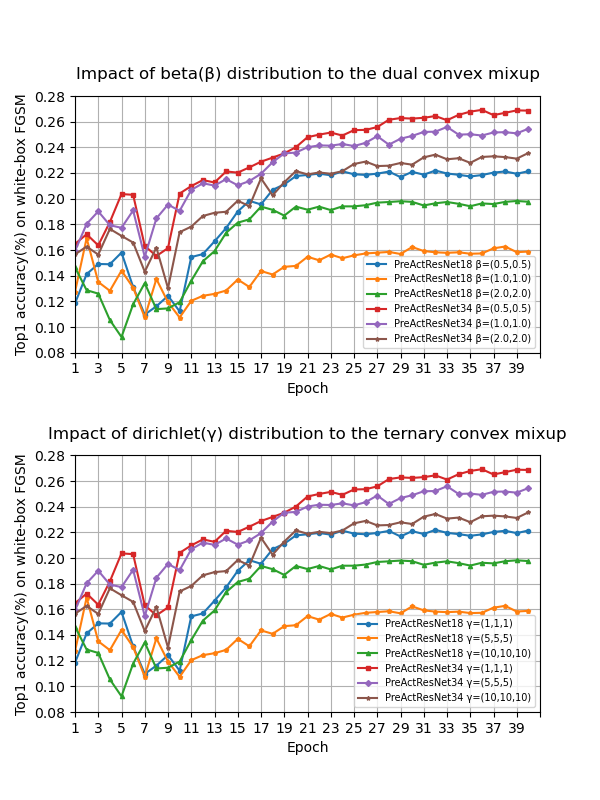 Impact of beta(β) distribution to the dual convex mixup
Top1 accuracy(%) on white-box FGSM
0.28
0.26
0.24
0.22
0.20
0.18
0.16
0.14
0.12
0.10
0.08
PreActResNet18 β=(0.5,0.5)
PreActResNet18 β=(1.0,1.0)
PreActResNet18 β=(2.0,2.0)
PreActResNet34 β=(0.5,0.5)
PreActResNet34 β=(1.0,1.0)
PreActResNet34 β=(2.0,2.0)
1 3 5 7 9 11 13 15 17 19 21 23 25 27 29 31 33 35 37 39
Epoch
Impact of dirichlet(γ) distribution to the ternary convex mixup
Top1 accuracy(%) on white-box FGSM
0.28
0.26
0.24
0.22
0.20
0.18
0.16
0.14
0.12
0.10
0.08
PreActResNet18 γ=(1,1,1)
PreActResNet18 γ=(5,5,5)
PreActResNet18 γ=(10,10,10)
PreActResNet34 γ=(1,1,1)
PreActResNet34 γ=(5,5,5)
PreActResNet34 γ=(10,10,10)
1 3 5 7 9 11 13 15 17 19 21 23 25 27 29 31 33 35 37 39
Epoch